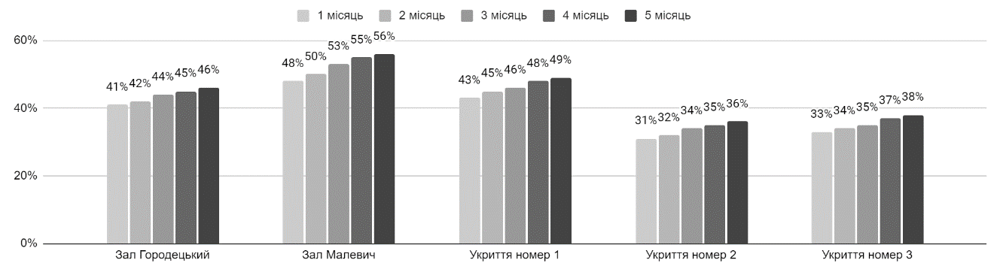 1 місяць 2 місяць 3 місяць 4 місяць 5 місяць
60%
40%
20%
0%
41% 42% 44% 45% 46%
48% 50% 53% 55% 56%
43% 45% 46% 48% 49%
31% 32% 34% 35% 36%
33% 34% 35% 37% 38%
Зал Городецький Зал Малевич Укриття номер 1 Укриття номер 2 Укриття номер 3